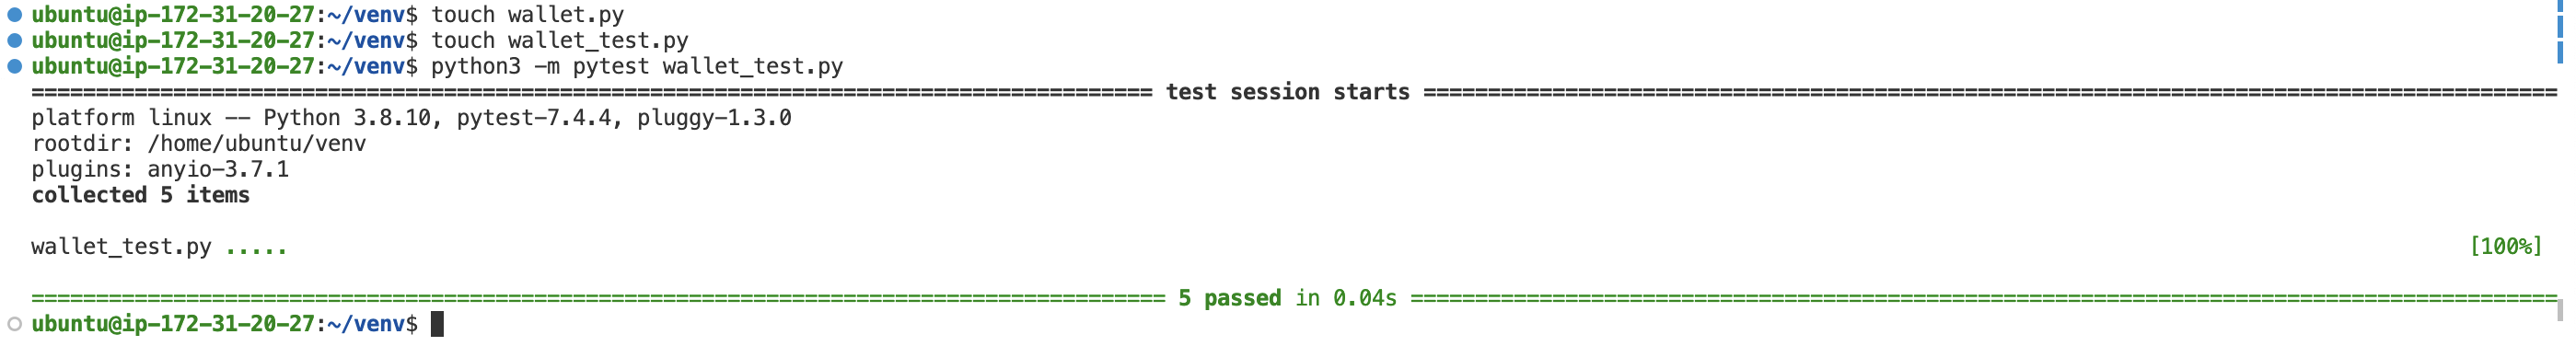 ubuntu@ip-172-31-20-27:~/venv$ touch wallet.py
ubuntu@ip-172-31-20-27:~/venv$ touch wallet_test.py
ubuntu@ip-172-31-20-27:~/venv$ python3 -m pytest wallet_test.py
======================================================================================= test session starts ========================================================================================
platform linux -- Python 3.8.10, pytest-7.4.4, pluggy-1.3.0
rootdir: /home/ubuntu/venv
plugins: anyio-3.7.1
collected 5 items
wallet_test.py ..... [100%]
======================================================================================== 5 passed in 0.04s =========================================================================================
ubuntu@ip-172-31-20-27:~/venv$